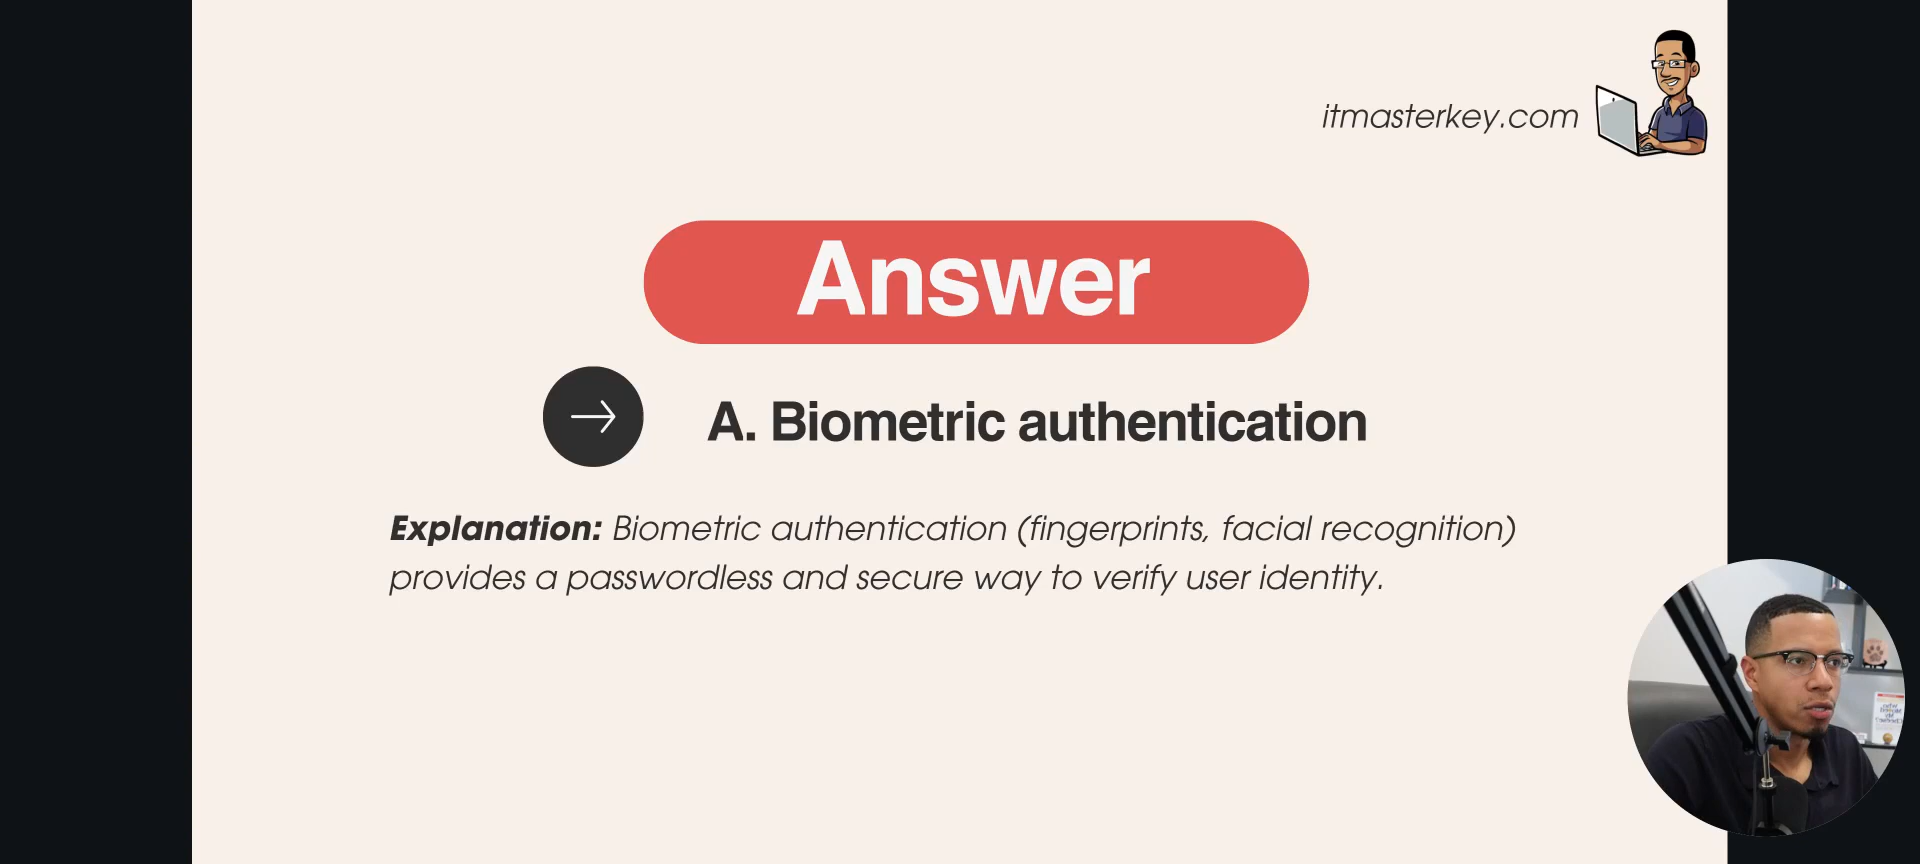 itmasterkey.com
Answer
A. Biometric authentication
Explanation: Biometric authentication (fingerprints, facial recognition)
provides a passwordless and secure way to verify user identity.